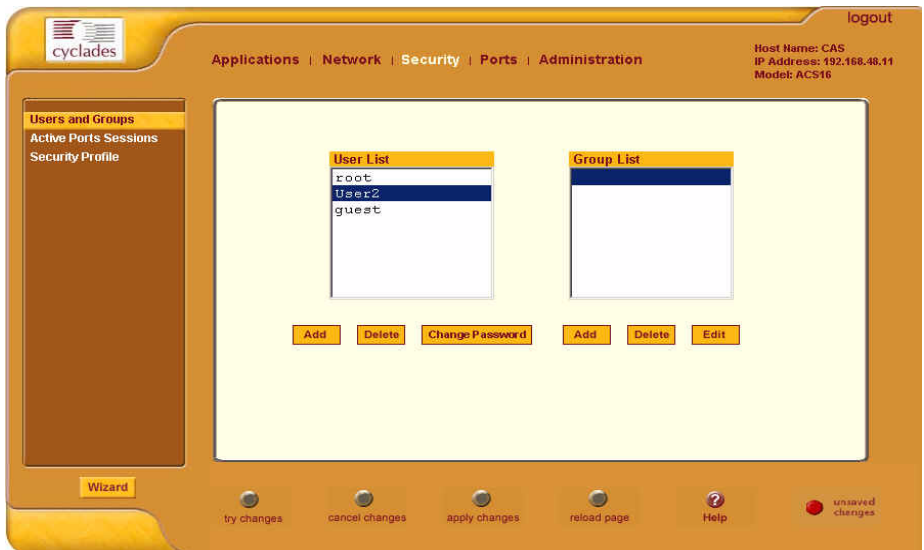 cyclades
logout
Applications | Network | Security | Ports | Administration
Host Name: CAS
IP Address: 192.168.48.11
Model: ACS16
Users and Groups
Active Ports Sessions
Security Profile
User List
root
User2
guest
Group List
Add Delete Change Password Add Delete Edit
Wizard
try changes cancel changes apply changes reload page ? Help unsaved changes